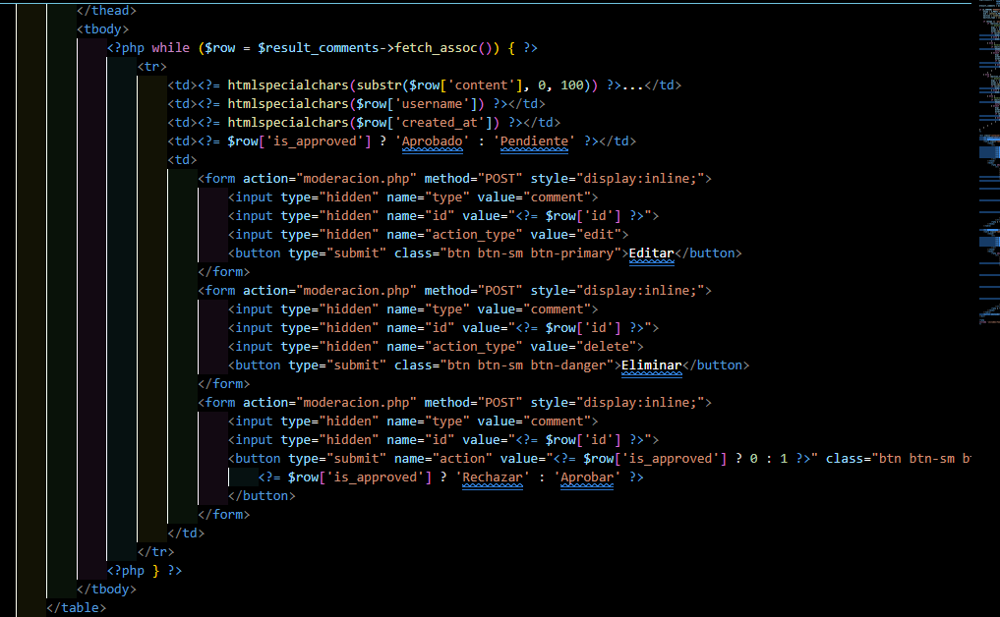 </thead>
<tbody>
<?php while ($row = $result_comments->fetch_assoc()) { ?>
<tr>
<td><?= htmlspecialchars(substr($row['content'], 0, 100)) ?>...</td>
<td><?= htmlspecialchars($row['username']) ?></td>
<td><?= htmlspecialchars($row['created_at']) ?></td>
<td><?= $row['is_approved'] ? 'Aprobado' : 'Pendiente' ?></td>
<td>
<form action="moderacion.php" method="POST" style="display:inline;">
<input type="hidden" name="type" value="comment">
<input type="hidden" name="id" value="<?= $row['id'] ?>">
<input type="hidden" name="action_type" value="edit">
<button type="submit" class="btn btn-sm btn-primary">Editar</button>
</form>
<form action="moderacion.php" method="POST" style="display:inline;">
<input type="hidden" name="type" value="comment">
<input type="hidden" name="id" value="<?= $row['id'] ?>">
<input type="hidden" name="action_type" value="delete">
<button type="submit" class="btn btn-sm btn-danger">Eliminar</button>
</form>
<form action="moderacion.php" method="POST" style="display:inline;">
<input type="hidden" name="type" value="comment">
<input type="hidden" name="id" value="<?= $row['id'] ?>">
<button type="submit" name="action" value="<?= $row['is_approved'] ? 0 : 1 ?>" class="btn btn-sm b
<?= $row['is_approved'] ? 'Rechazar' : 'Aprobar' ?>
</button>
</form>
</td>
</tr>
<?php } ?>
</tbody>
</table>